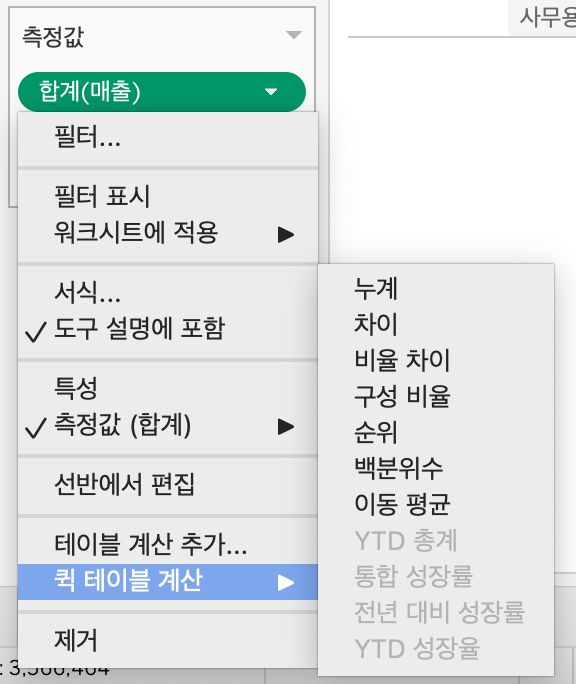 사무용
측정값
합계(매출)
필터...
필터 표시
워크시트에 적용
서식...
도구 설명에 포함
특성
측정값 (합계)
선반에서 편집
테이블 계산 추가...
퀵 테이블 계산
제거
누계
차이
비율 차이
구성 비율
순위
백분위수
이동 평균
YTD 총계
통합 성장률
전년 대비 성장률
YTD 성장율
: 3,566,464